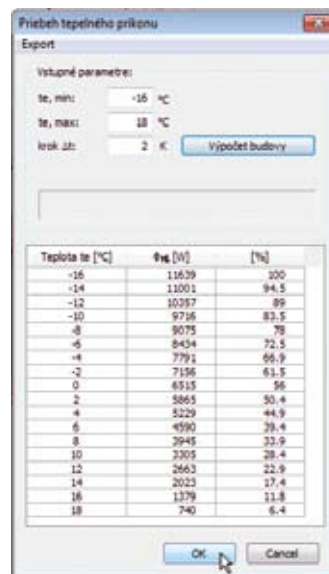 Priebeh tepelného príkonu
Export
Vstupné parametre:
te, min: -16 °C
te, max: 18 °C
krok Δt: 2 K Výpočet budovy
Teplota te [°C] [W] [%]
-16 11639 100
-14 11001 94.5
-12 10357 89
-10 9716 83.5
-8 9075 78
-6 8434 72.5
-4 7791 66.9
-2 7156 61.5
0 6515 56
2 5865 50.4
4 5229 44.9
6 4590 39.4
8 3945 33.9
10 3305 28.4
12 2663 22.9
14 2023 17.4
16 1379 11.8
18 740 6.4
OK Cancel